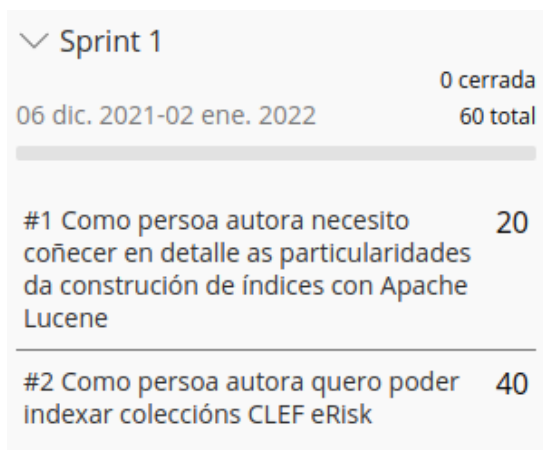 Sprint 1
0 cerrada
06 dic. 2021-02 ene. 2022
60 total
#1 Como persoa autora necesito
20
coñecer en detalle as particularidades
da construción de índices con Apache
Lucene
#2 Como persoa autora quero poder
40
indexar coleccións CLEF eRisk